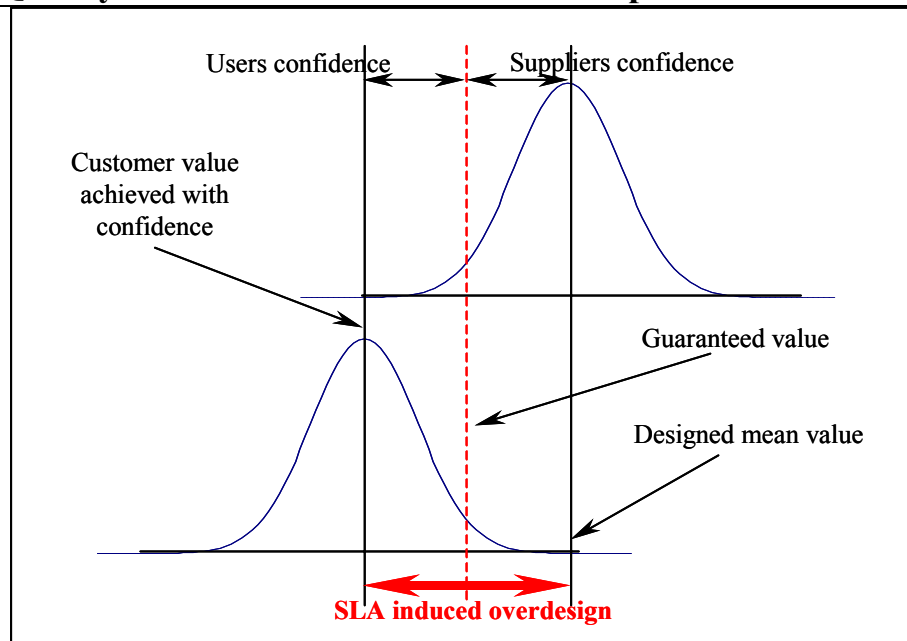 Users confidence
Suppliers confidence
Customer value
achieved with
confidence
Guaranteed value
Designed mean value
SLA induced overdesign